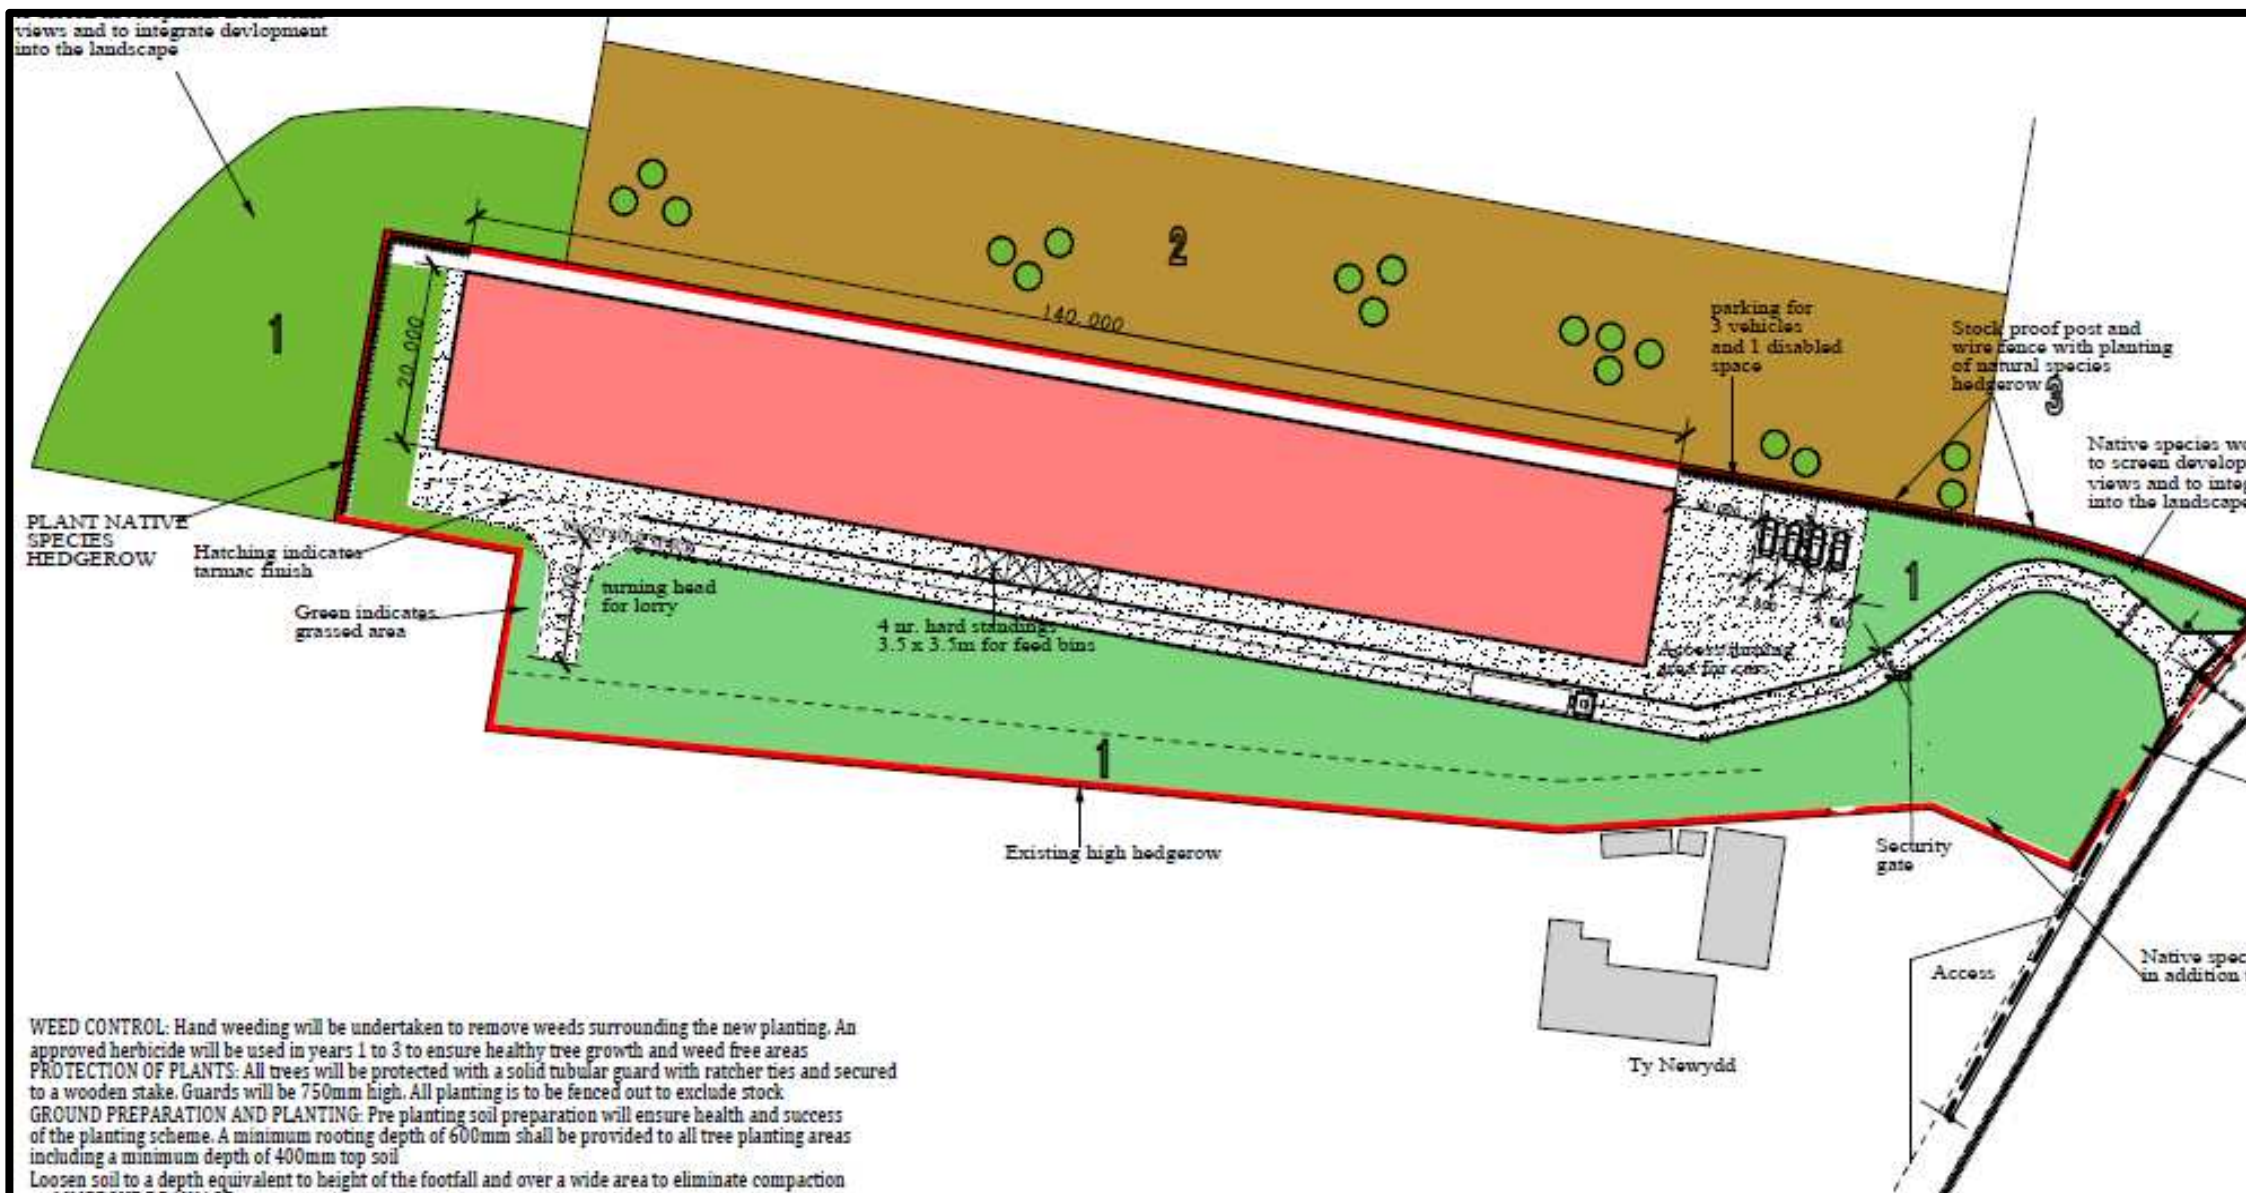 views and to integrate devlopment
into the landscape
1
2
140.000
20.000
parking for
3 vehicles
and 1 disabled
space
Stock proof post and
wire fence with planting
of natural species
hedgerow
3
Native species
to screen
views and to
into the landscape
PLANT NATIVE
SPECIES
HEDGEROW
Hatching indicates
tarmac finish
Green indicates
grassed area
turning head
for lorry
4 nr. hard standings
3.5 x 3.5m for feed bins
Access turning
area for cars
1
1
Existing high hedgerow
Security
gate
Access
Native
in addition
Ty Newydd
WEED CONTROL: Hand weeding will be undertaken to remove weeds surrounding the new planting. An
approved herbicide will be used in years 1 to 3 to ensure healthy tree growth and weed free areas
PROTECTION OF PLANTS: All trees will be protected with a solid tubular guard with ratcher ties and secured
to a wooden stake. Guards will be 750mm high. All planting is to be fenced out to exclude stock
GROUND PREPARATION AND PLANTING: Pre planting soil preparation will ensure health and success
of the planting scheme. A minimum rooting depth of 600mm shall be provided to all tree planting areas
including a minimum depth of 400mm top soil
Loosen soil to a depth equivalent to height of the footfall and over a wide area to eliminate compaction